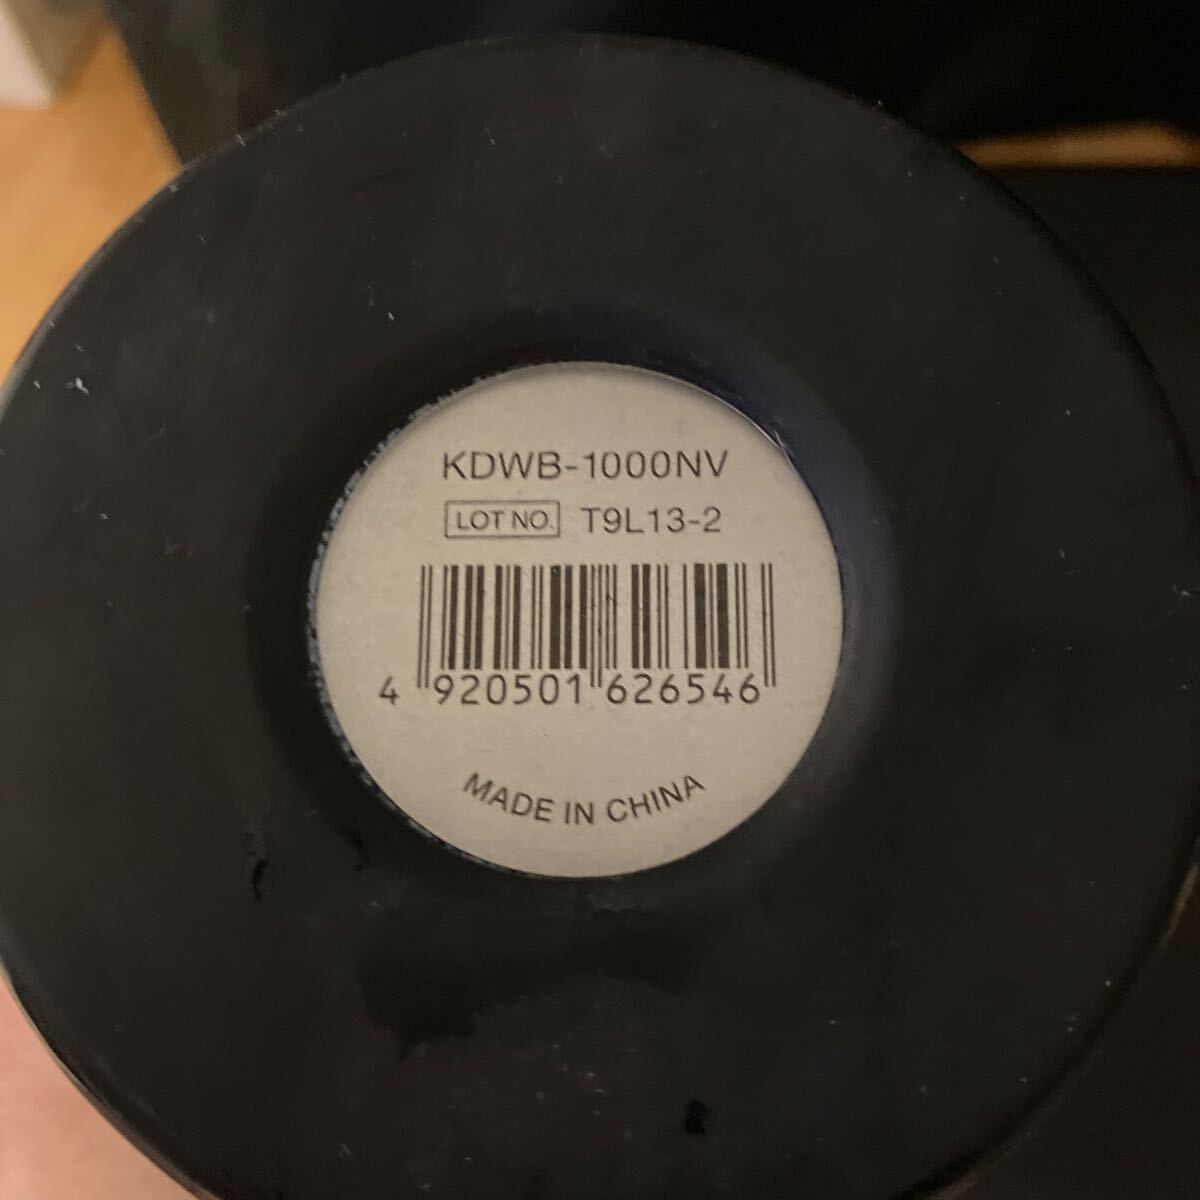 KDWB-1000NV
LOT NO. T9L13-2
4 920501 626546
MADE IN CHINA